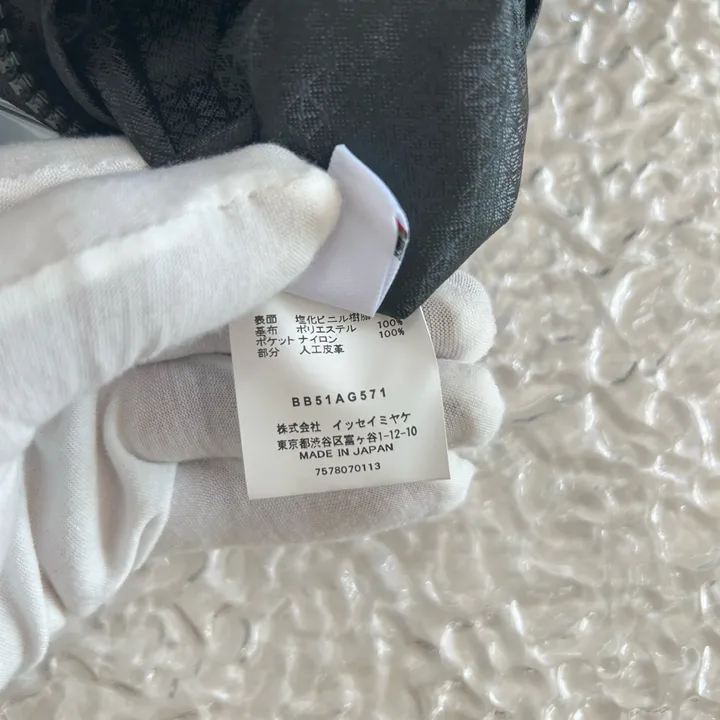 表面 塩化ビニル樹脂
基布 ポリエステル 100%
ポケット ナイロン 100%
部分 人工皮革
BB51AG571
株式会社 イッセイミヤケ
東京都渋谷区富ヶ谷1-12-10
MADE IN JAPAN
7578070113